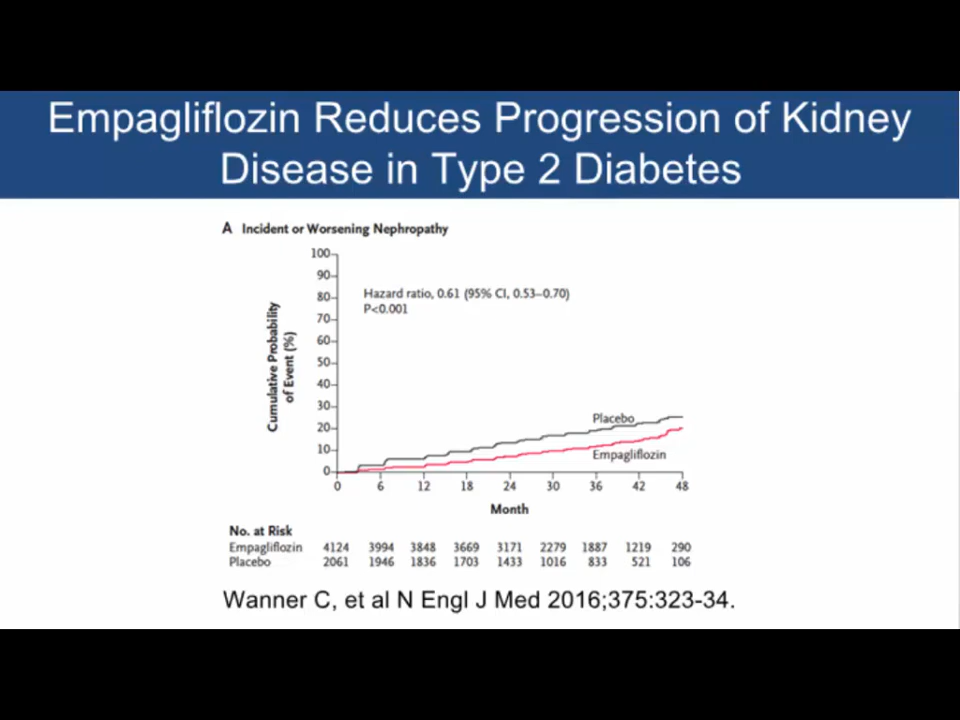 Empagliflozin Reduces Progression of Kidney
Disease in Type 2 Diabetes
A Incident or Worsening Nephropathy
100
90
80
70
60
50
40
30
20
10
0
Cumulative Probability
of Event (%)
Hazard ratio, 0.61 (95% CI, 0.53–0.70)
P<0.001
Placebo
Empagliflozin
0 6 12 18 24 30 36 42 48
Month
No. at Risk
Empagliflozin 4124 3994 3848 3669 3171 2279 1887 1219 290
Placebo 2061 1946 1836 1703 1433 1016 833 521 106
Wanner C, et al N Engl J Med 2016;375:323-34.